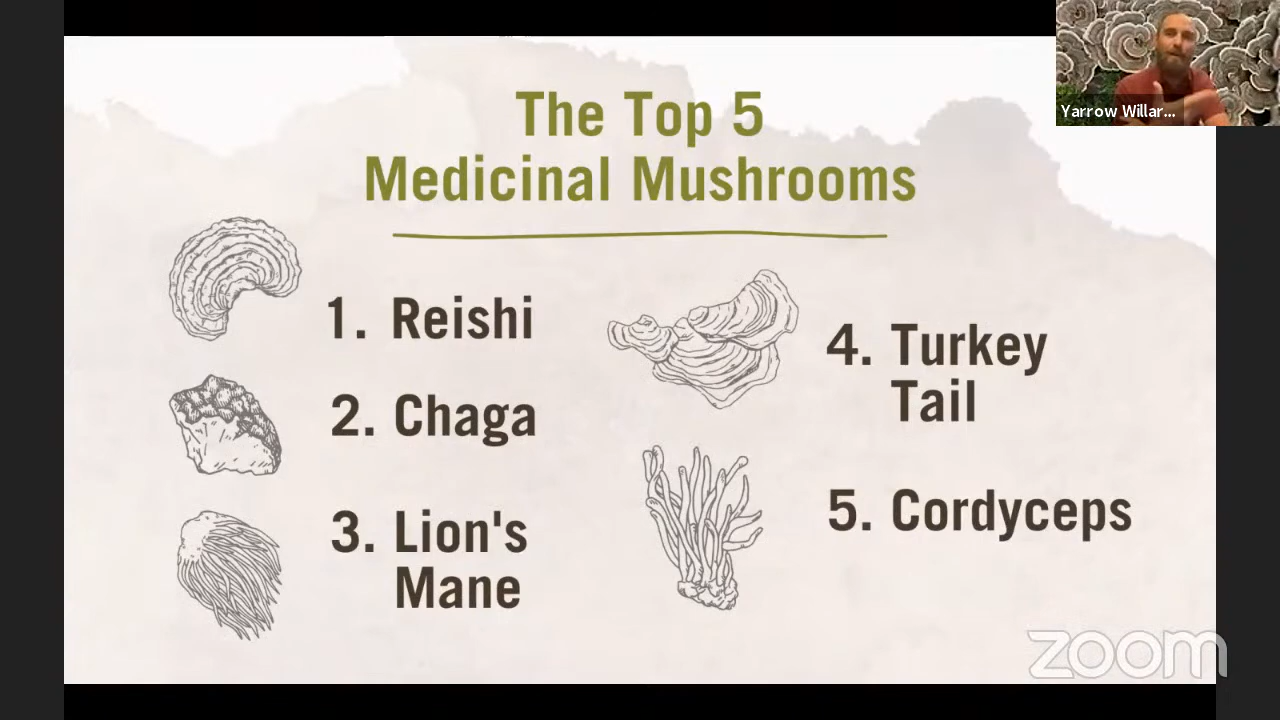 The Top 5
Medicinal Mushrooms
1. Reishi
2. Chaga
3. Lion's
Mane
4. Turkey
Tail
5. Cordyceps
Yarrow Willar...
zoom